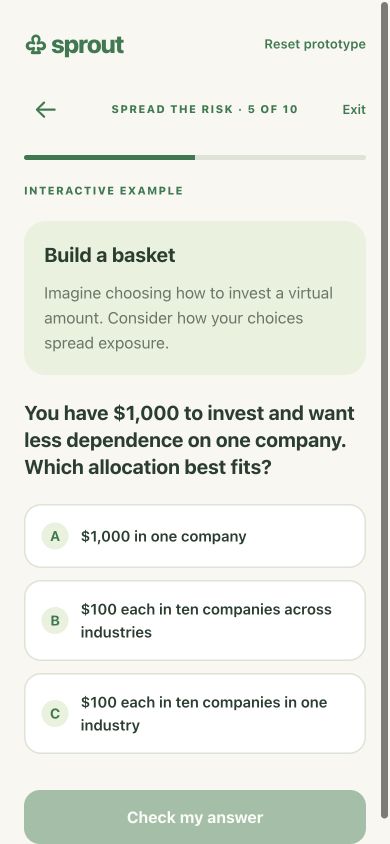 sprout
Reset prototype
SPREAD THE RISK · 5 OF 10
Exit
INTERACTIVE EXAMPLE
Build a basket
Imagine choosing how to invest a virtual
amount. Consider how your choices
spread exposure.
You have $1,000 to invest and want
less dependence on one company.
Which allocation best fits?
A
$1,000 in one company
B
$100 each in ten companies across
industries
C
$100 each in ten companies in one
industry
Check my answer